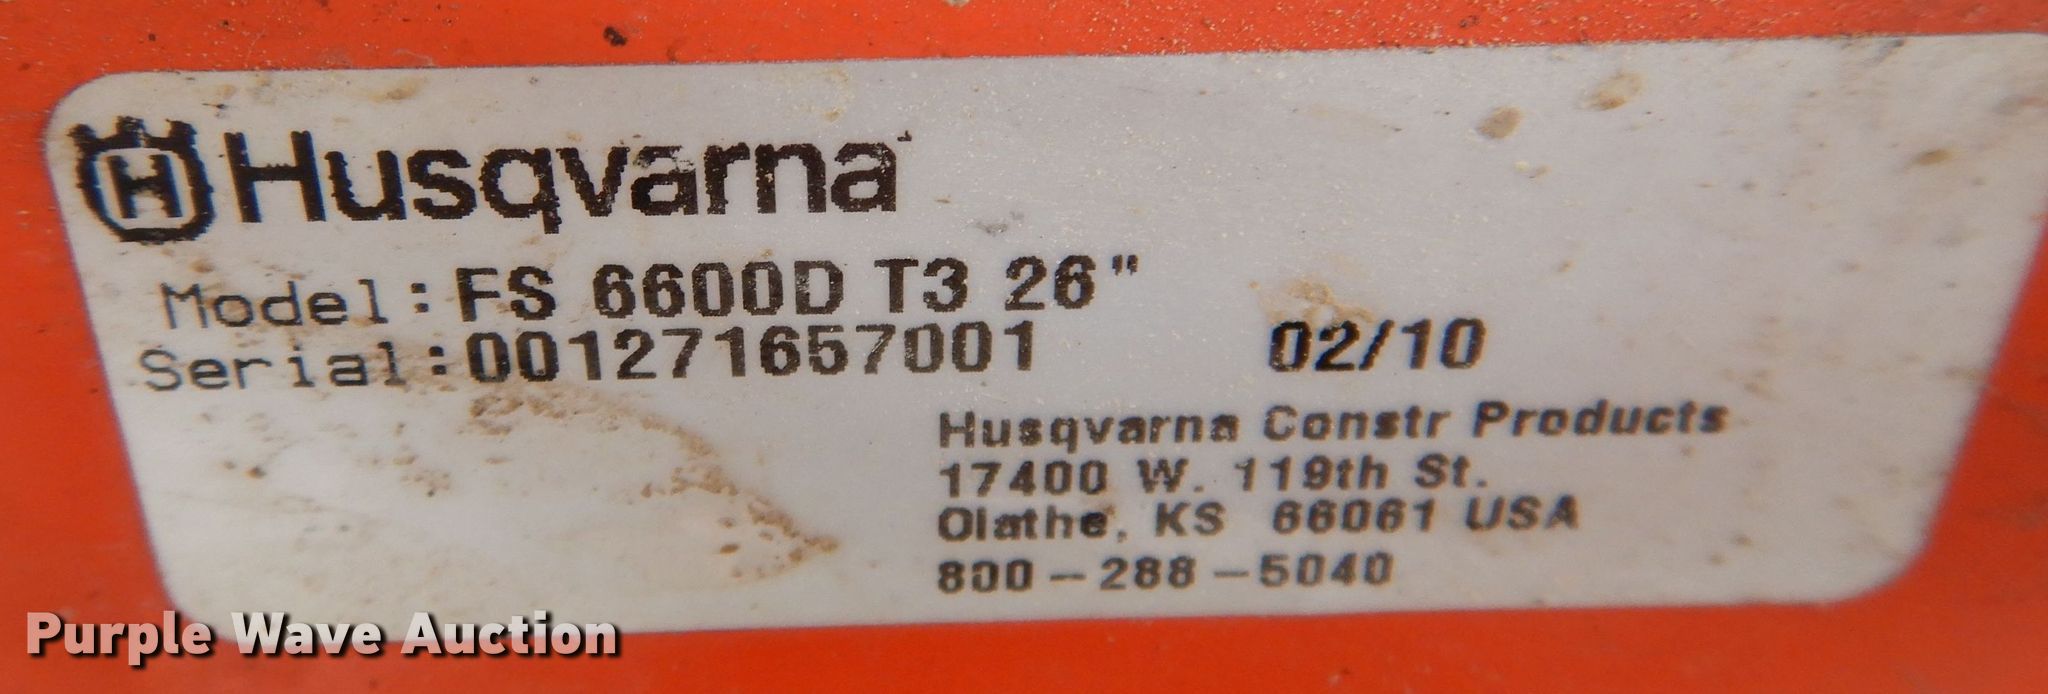 Husqvarna
Model: FS 6600D T3 26"
Serial: 001271657001 02/10
Husqvarna Constr Products
17400 W. 119th St.
Olathe, KS 66061 USA
800-288-5040
Purple Wave Auction